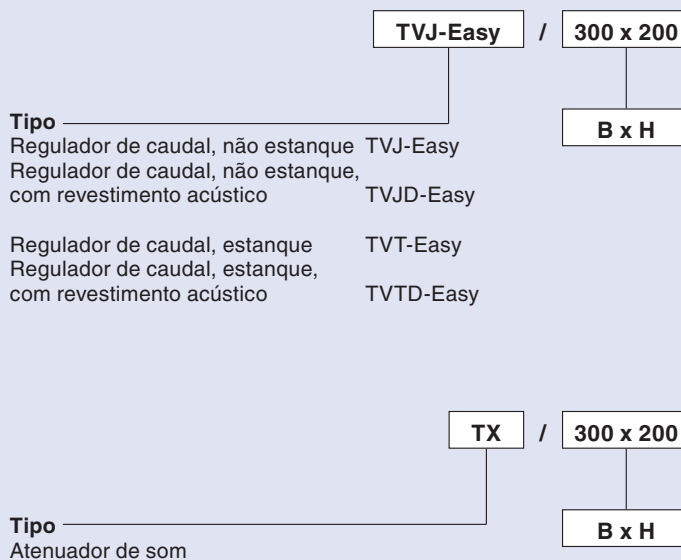 TVJ-Easy / 300 x 200
B x H
Tipo
Regulador de caudal, não estanque TVJ-Easy
Regulador de caudal, não estanque,
com revestimento acústico TVJD-Easy
Regulador de caudal, estanque TVT-Easy
Regulador de caudal, estanque,
com revestimento acústico TVTD-Easy
TX / 300 x 200
B x H
Tipo
Atenuador de som